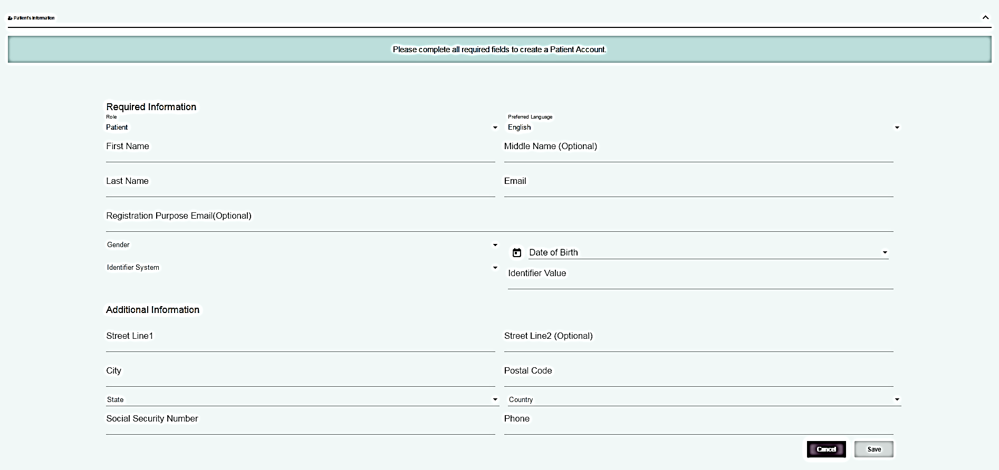 Patient's Information
Please complete all required fields to create a Patient Account.
Required Information
Role
Preferred Language
Patient
English
First Name
Middle Name (Optional)
Last Name
Email
Registration Purpose Email(Optional)
Gender
Date of Birth
Identifier System
Identifier Value
Additional Information
Street Line1
Street Line2 (Optional)
City
Postal Code
State
Country
Social Security Number
Phone
Cancel
Save